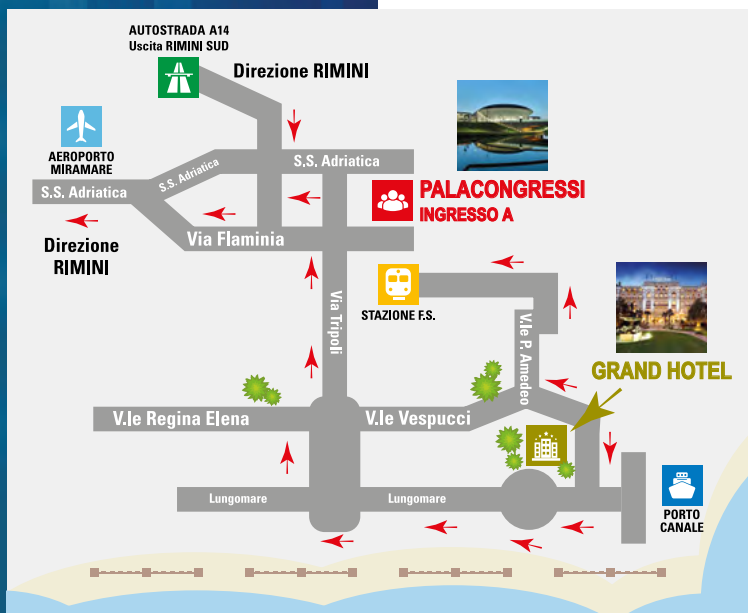 AUTOSTRADA A14
Uscita RIMINI SUD
Direzione RIMINI
AEROPORTO
MIRAMARE
S.S. Adriatica
S.S. Adriatica
S.S. Adriatica
PALACONGRESSI
INGRESSO A
Direzione
RIMINI
Via Flaminia
Via Tripoli
STAZIONE F.S.
V.le P. Amedeo
GRAND HOTEL
V.le Regina Elena
V.le Vespucci
Lungomare
Lungomare
PORTO
CANALE